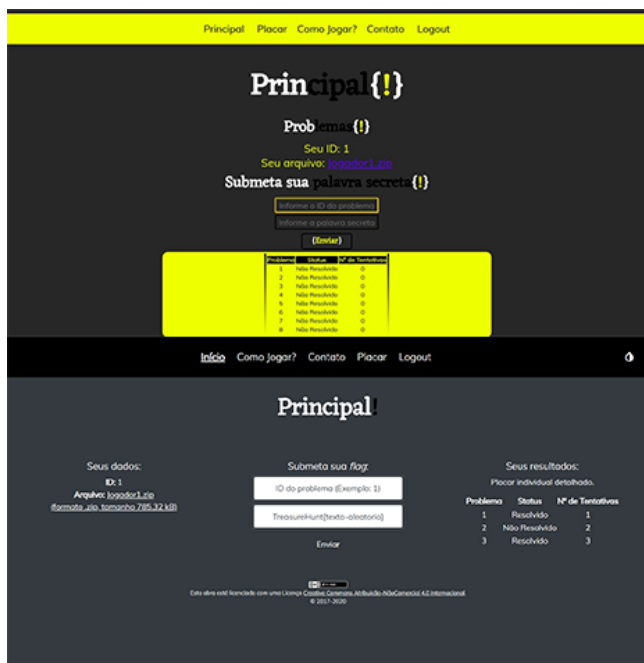 Principal Placar Como Jogar? Contato Logout
Principal{!}
Problemas{!}
Seu ID: 1
Seu arquivo: Jogador1.zip
Submeta sua palavra secreta{!}
Informe o ID do problema
Informe a palavra secreta
(Enviar)
Problema Status Nº de Tentativas
1 Não Resolvido 0
2 Não Resolvido 0
3 Não Resolvido 0
4 Não Resolvido 0
5 Não Resolvido 0
6 Não Resolvido 0
7 Não Resolvido 0
8 Não Resolvido 0
Início Como Jogar? Contato Placar Logout
Principal!
Seus dados:
ID: 1
Arquivo: Jogador1.zip
(formato .zip, tamanho 785.32 kB)
Submeta sua flag:
ID do problema (Exemplo: 1)
TreasureHunt{texto-aleatorio}
Enviar
Seus resultados:
Placar individual detalhado.
Problema Status Nº de Tentativas
1 Resolvido 1
2 Não Resolvido 2
3 Resolvido 3
Esta obra está licenciada com uma Licença Creative Commons Atribuição-NãoComercial 4.0 Internacional.
© 2017-2020